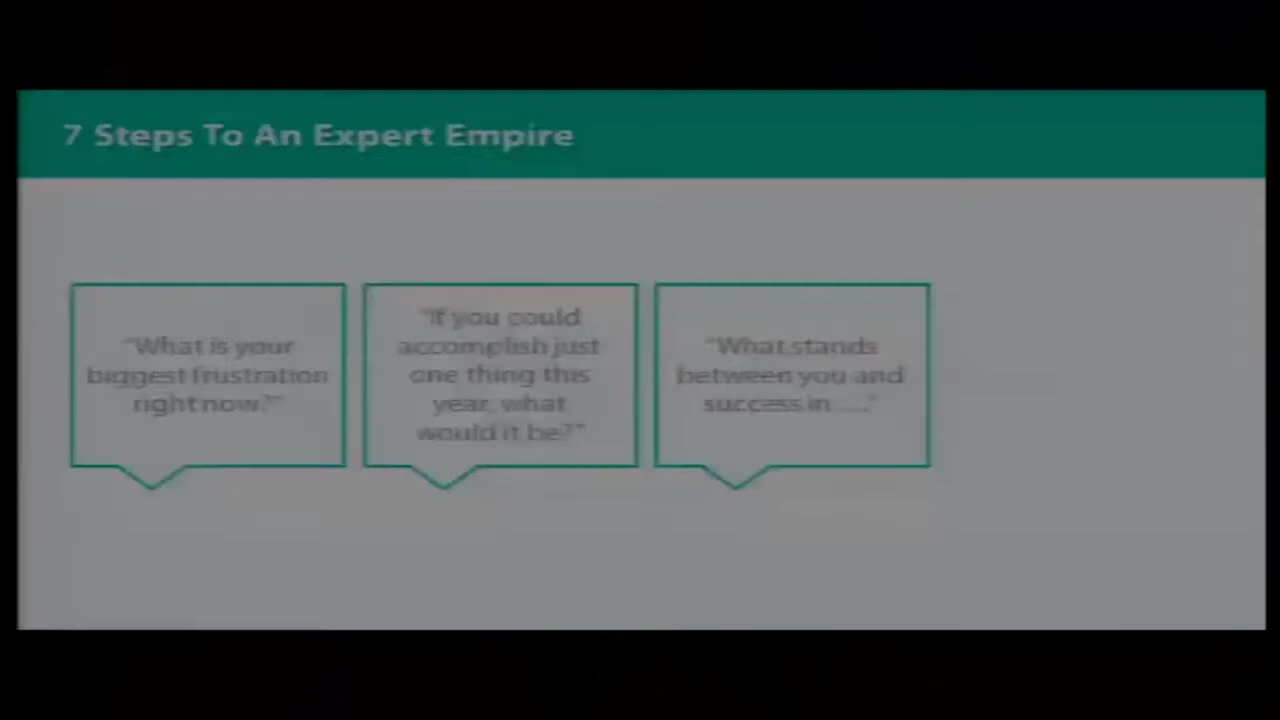 7 Steps To An Expert Empire
"What is your
biggest frustration
right now?"
"If you could
accomplish just
one thing this
year, what
would it be?"
"What stands
between you and
success in ....."